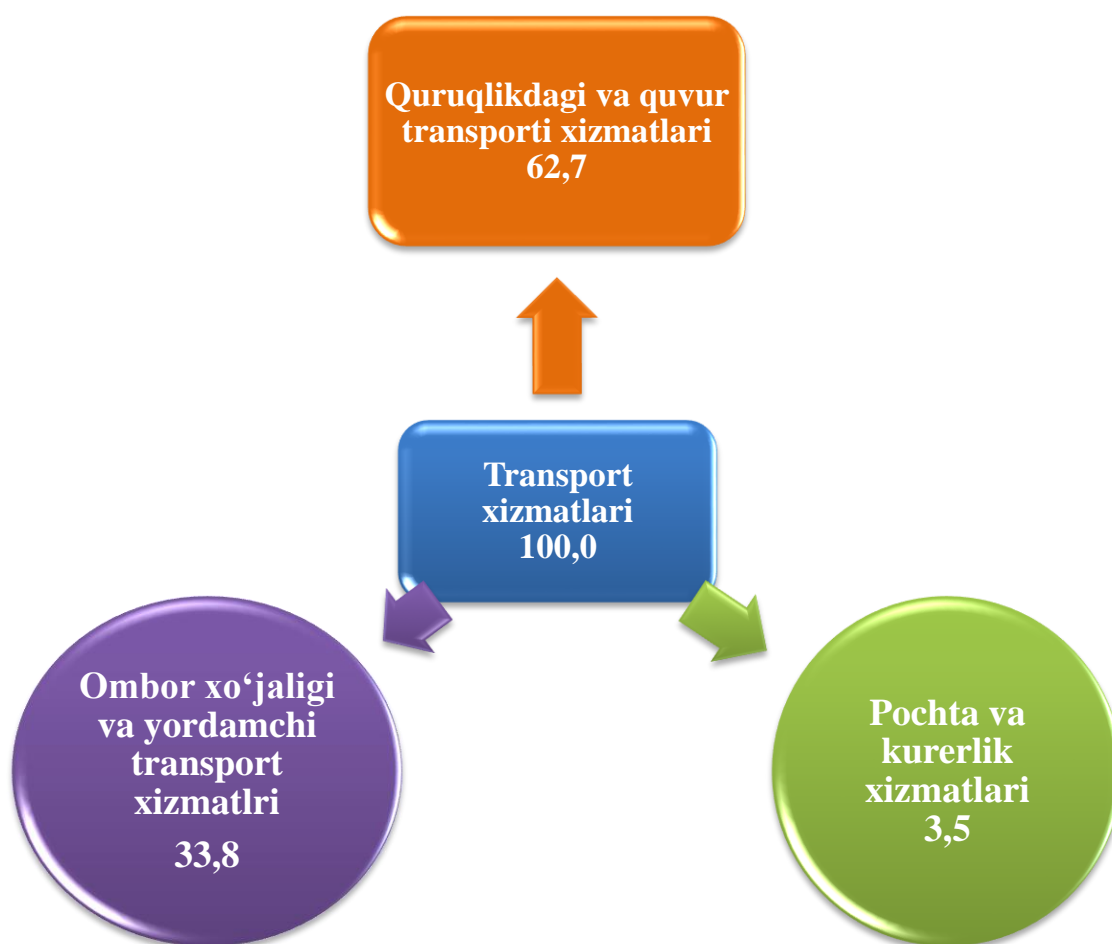 Quruqlikdagi va quvur
transporti xizmatlari
62,7
Transport
xizmatlari
100,0
Ombor xo‘jaligi
va yordamchi
transport
xizmatlri
33,8
Pochta va
kurerlik
xizmatlari
3,5